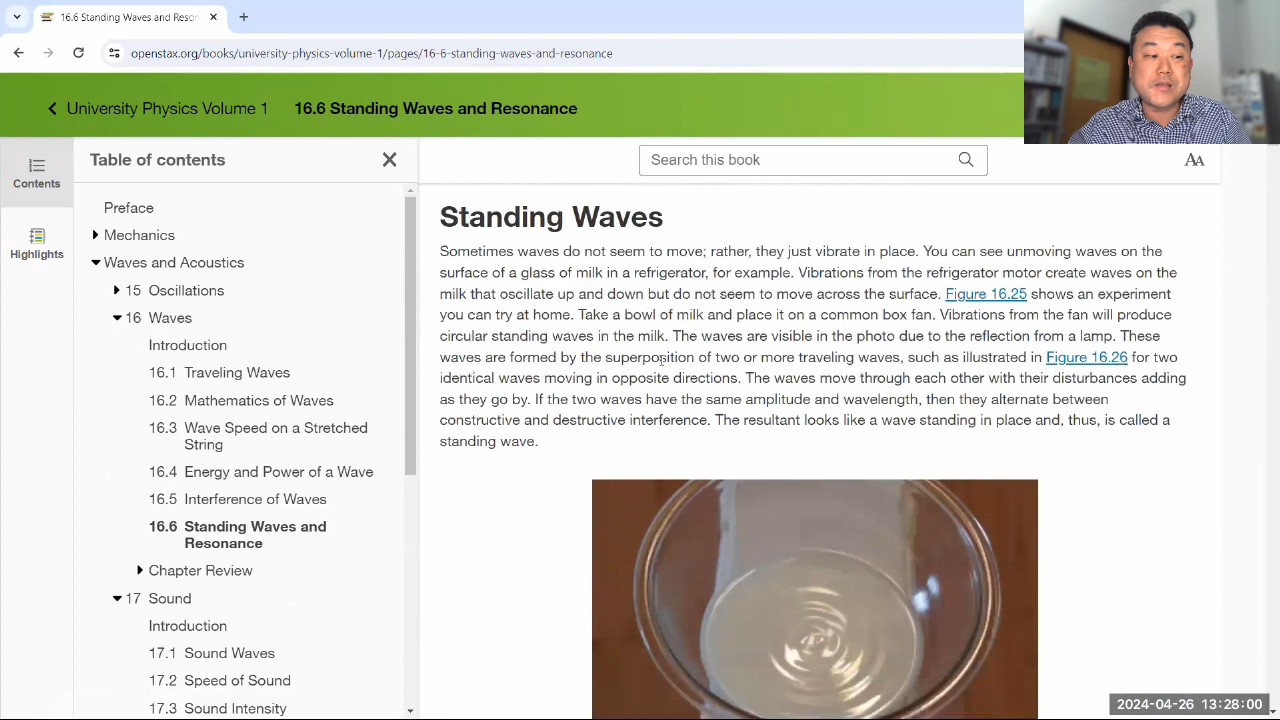 16.6 Standing Waves and Reson
openstax.org/books/university-physics-volume-1/pages/16-6-standing-waves-and-resonance
University Physics Volume 1 16.6 Standing Waves and Resonance
Contents
Highlights
Table of contents
Preface
Mechanics
Waves and Acoustics
15 Oscillations
16 Waves
Introduction
16.1 Traveling Waves
16.2 Mathematics of Waves
16.3 Wave Speed on a Stretched
String
16.4 Energy and Power of a Wave
16.5 Interference of Waves
16.6 Standing Waves and
Resonance
Chapter Review
17 Sound
Introduction
17.1 Sound Waves
17.2 Speed of Sound
17.3 Sound Intensity
Search this book
AA
Standing Waves
Sometimes waves do not seem to move; rather, they just vibrate in place. You can see unmoving waves on the
surface of a glass of milk in a refrigerator, for example. Vibrations from the refrigerator motor create waves on the
milk that oscillate up and down but do not seem to move across the surface. Figure 16.25 shows an experiment
you can try at home. Take a bowl of milk and place it on a common box fan. Vibrations from the fan will produce
circular standing waves in the milk. The waves are visible in the photo due to the reflection from a lamp. These
waves are formed by the superposition of two or more traveling waves, such as illustrated in Figure 16.26 for two
identical waves moving in opposite directions. The waves move through each other with their disturbances adding
as they go by. If the two waves have the same amplitude and wavelength, then they alternate between
constructive and destructive interference. The resultant looks like a wave standing in place and, thus, is called a
standing wave.
2024-04-26 13:28:00